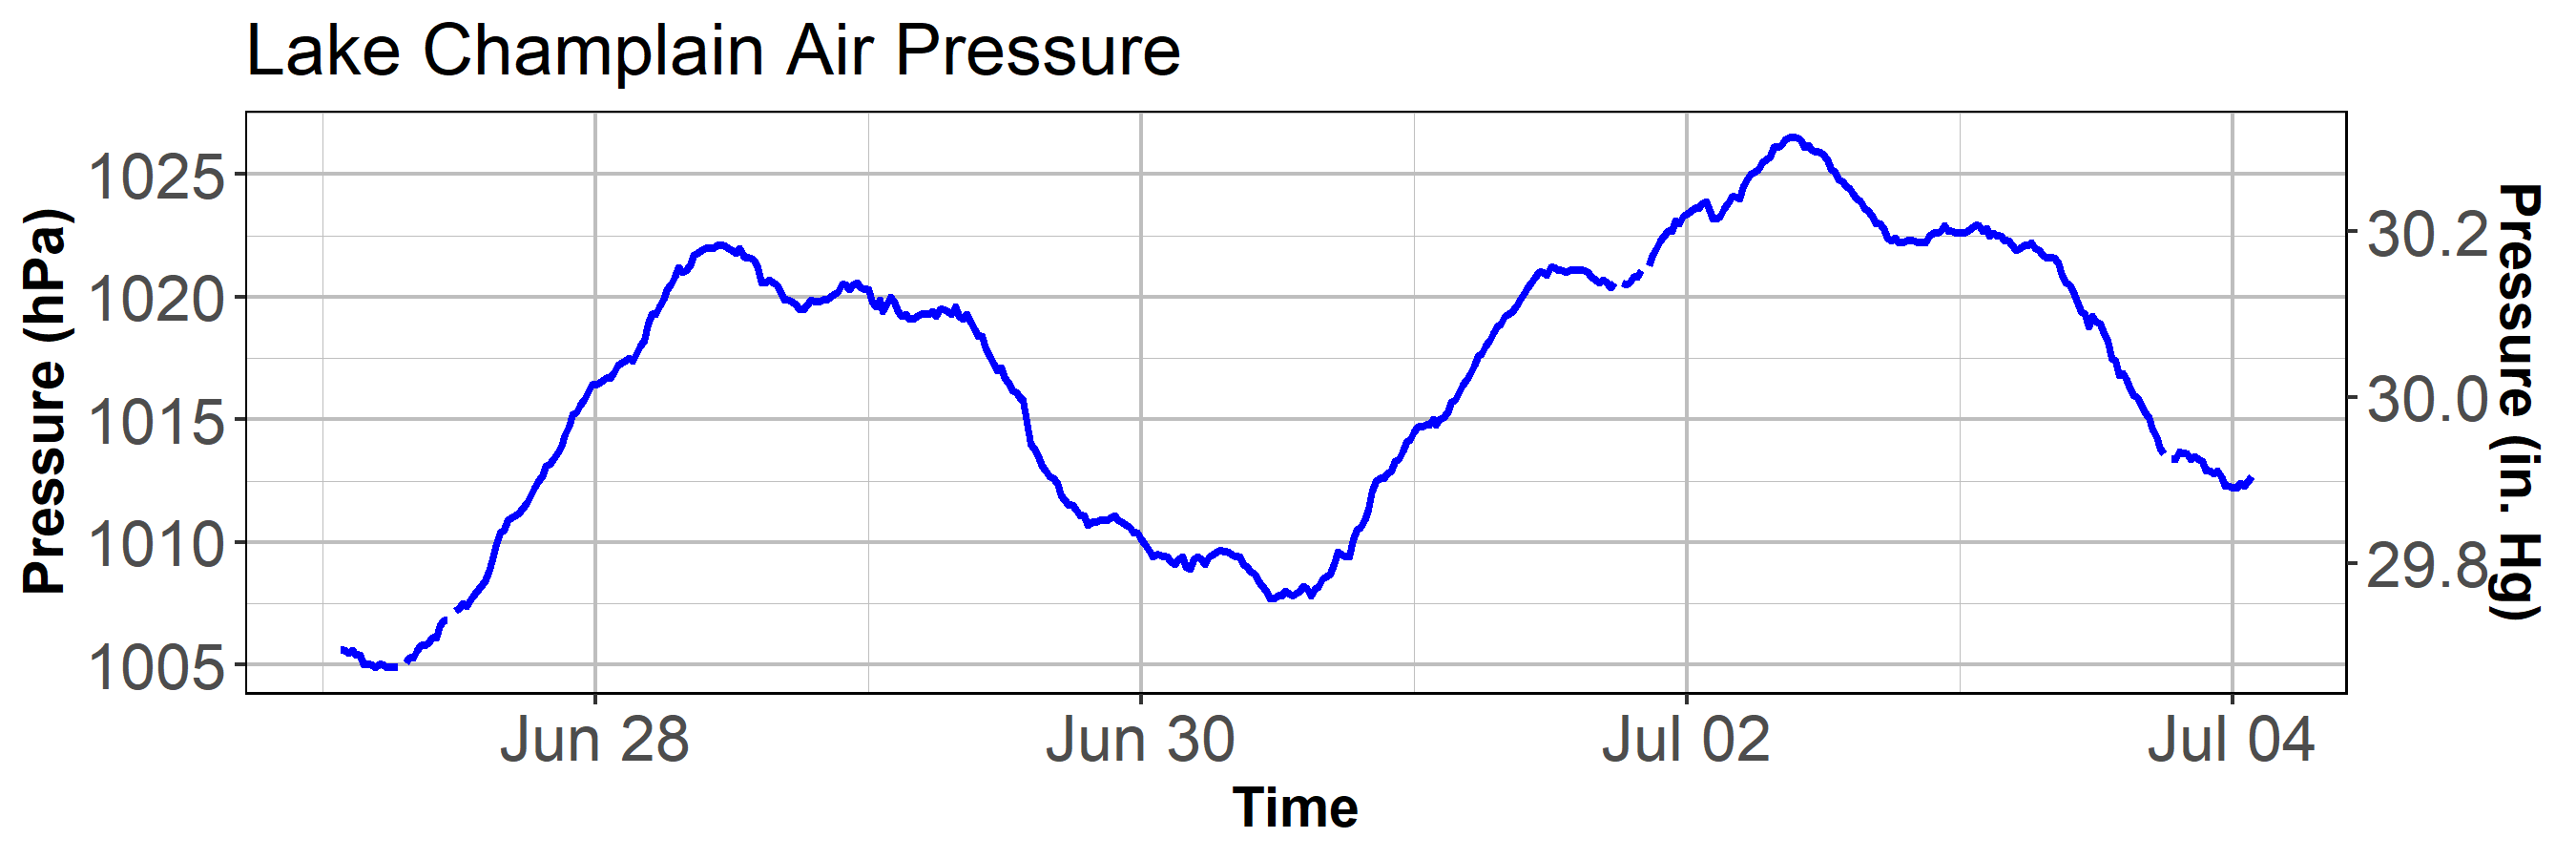 Lake Champlain Air Pressure
Pressure (hPa)
1025
1020
1015
1010
1005
30.2
30.0
29.8
Pressure (in. Hg)
Jun 28 Jun 30 Jul 02 Jul 04
Time